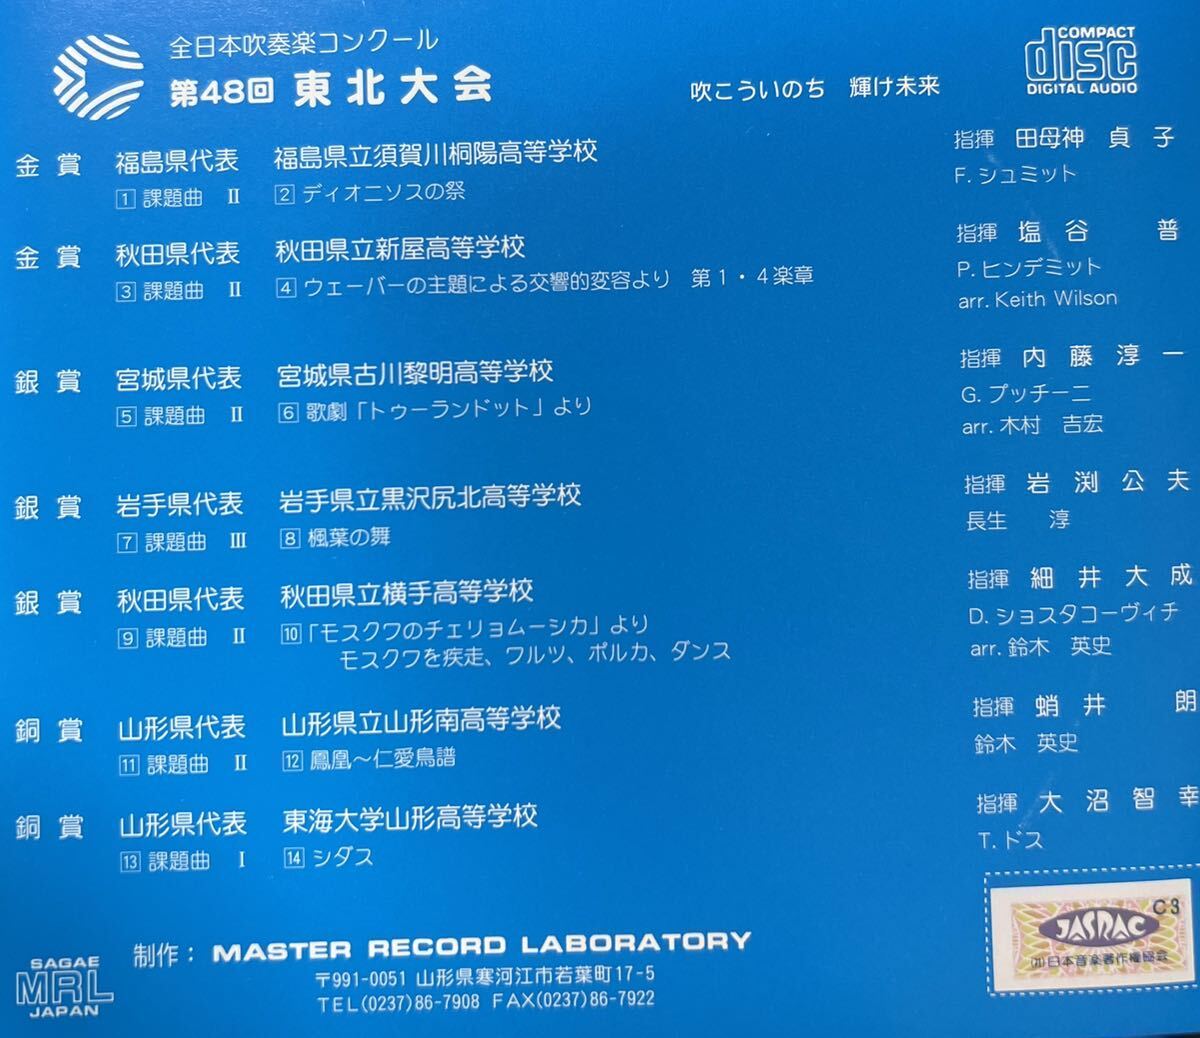 全日本吹奏楽コンクール
第48回 東北大会
吹こういのち 輝け未来
COMPACT
disc
DIGITAL AUDIO
金賞 福島県代表 福島県立須賀川桐陽高等学校 指揮 田母神 貞子
1 課題曲 Ⅱ 2 ディオニソスの祭 F. シュミット
金賞 秋田県代表 秋田県立新屋高等学校 指揮 塩谷 普
3 課題曲 Ⅱ 4 ウェーバーの主題による交響的変容より 第1・4楽章 P. ヒンデミット
arr. Keith Wilson
銀賞 宮城県代表 宮城県古川黎明高等学校 指揮 内藤淳一
5 課題曲 Ⅱ 6 歌劇「トゥーランドット」より G. プッチーニ
arr. 木村 吉宏
銀賞 岩手県代表 岩手県立黒沢尻北高等学校 指揮 岩渕公夫
7 課題曲 Ⅲ 8 楓葉の舞 長生 淳
銀賞 秋田県代表 秋田県立横手高等学校 指揮 細井大成
9 課題曲 Ⅱ 10 「モスクワのチェリョムーシカ」より D. ショスタコーヴィチ
モスクワを疾走、ワルツ、ポルカ、ダンス arr. 鈴木 英史
銅賞 山形県代表 山形県立山形南高等学校 指揮 蛸井 朗
11 課題曲 Ⅱ 12 鳳凰〜仁愛鳥譜 鈴木 英史
銅賞 山形県代表 東海大学山形高等学校 指揮 大沼智幸
13 課題曲 Ⅰ 14 シダス T. ドス
C3
JASRAC
(社)日本音楽著作権協会
SAGAE
MRL
JAPAN
制作： MASTER RECORD LABORATORY
〒991-0051 山形県寒河江市若葉町17-5
TEL(0237)86-7908 FAX(0237)86-7922